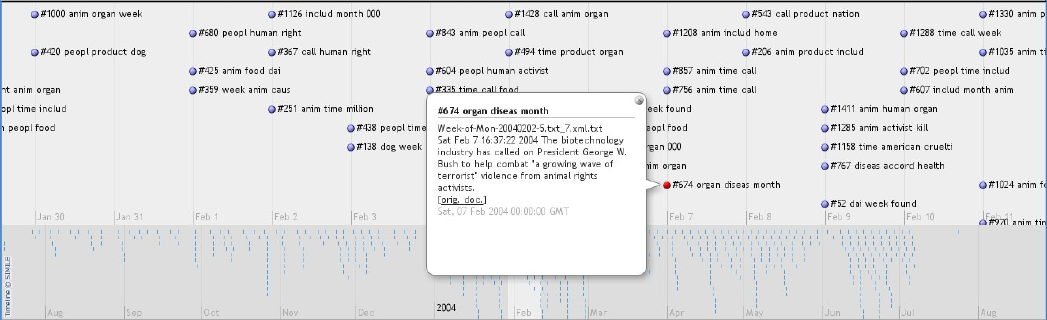 #1000 anim organ week
#1126 includ month 000
#1428 call anim organ
#543 call product nation
#1330 anim p
#680 peopl human right
#843 anim peopl call
#1208 anim includ home
#1288 time call week
#420 peopl product dog
#367 call human right
#494 time product organ
#206 anim product includ
#1035 anim ti
#425 anim food dai
#604 peopl human activist
#857 anim time call
#702 peopl time includ
nt anim organ
#359 week anim caus
#335 time call food
#756 anim time call
#607 includ month anim
opl time includ
#251 anim time million
eek found
#1411 anim human organ
n peopl food
#438 peopl time
peopl food
#1285 anim activist kill
#138 dog week
rgan 000
#1158 time american cruelti
im organ
#767 diseas accord health
#674 organ diseas month
#1024 anim fo
#52 dai week found
#970 anim tim
#674 organ diseas month
Week-of-Mon-20040202-5.txt_7.xml.txt
Sat Feb 7 16:37:22 2004 The biotechnology
industry has called on President George W.
Bush to help combat "a growing wave of
terrorist" violence from animal rights
activists.
[orig. doc.]
Sat, 07 Feb 2004 00:00:00 GMT
Jan 30
Jan 31
Feb 1
Feb 2
Feb 3
Feb 7
Feb 8
Feb 9
Feb 10
Feb 11
Timeline © SIMILE
Aug
Sep
Oct
Nov
Dec
2004
Feb
Mar
Apr
May
Jun
Jul
Aug